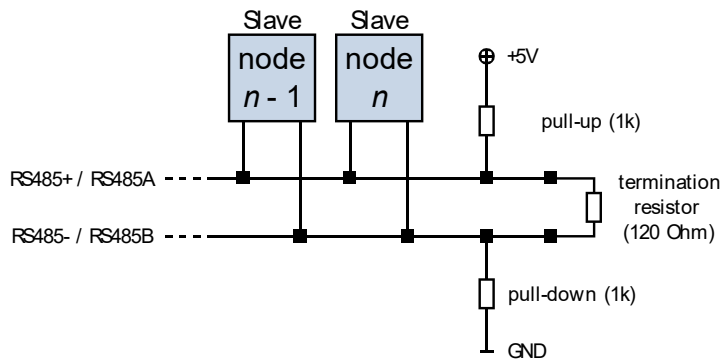 Slave
Slave
node
n - 1
node
n
+5V
pull-up (1k)
RS485+ / RS485A
termination
resistor
(120 Ohm)
RS485- / RS485B
pull-down (1k)
GND